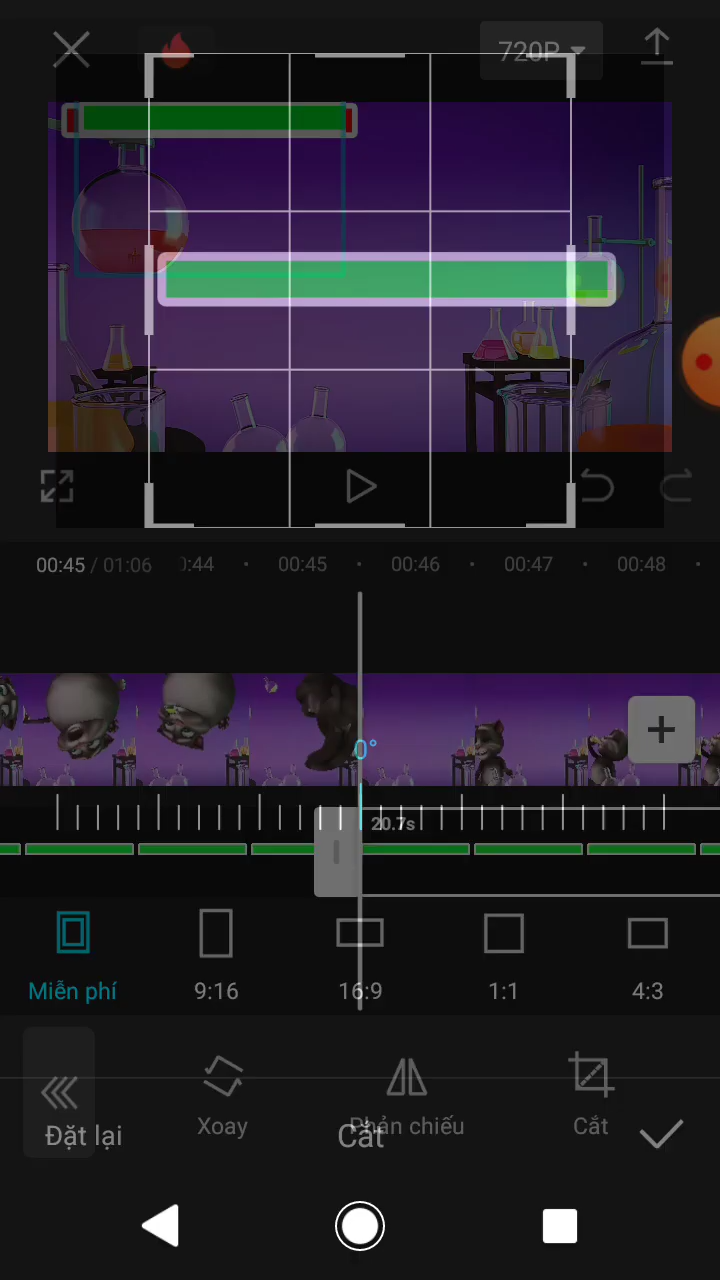 720P
00:45 / 01:06
:44
00:45
00:46
00:47
00:48
0°
20.7s
Miễn phí
9:16
16:9
1:1
4:3
Xoay
Phản chiếu
Cắt
Đặt lại
Cắt